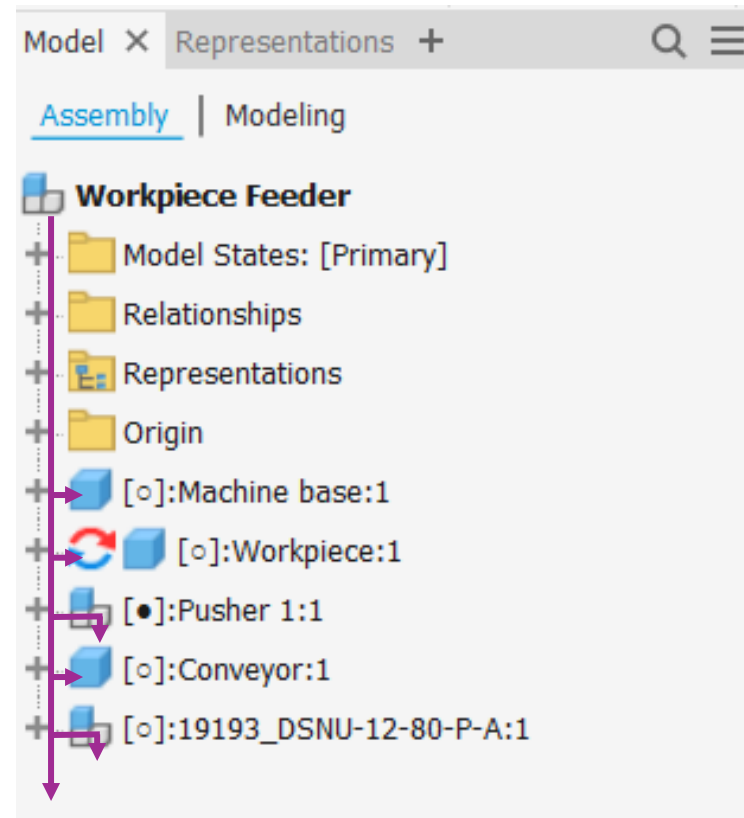 Model × Representations +
Assembly | Modeling
Workpiece Feeder
Model States: [Primary]
Relationships
Representations
Origin
[○]:Machine base:1
[○]:Workpiece:1
[●]:Pusher 1:1
[○]:Conveyor:1
[○]:19193_DSNU-12-80-P-A:1